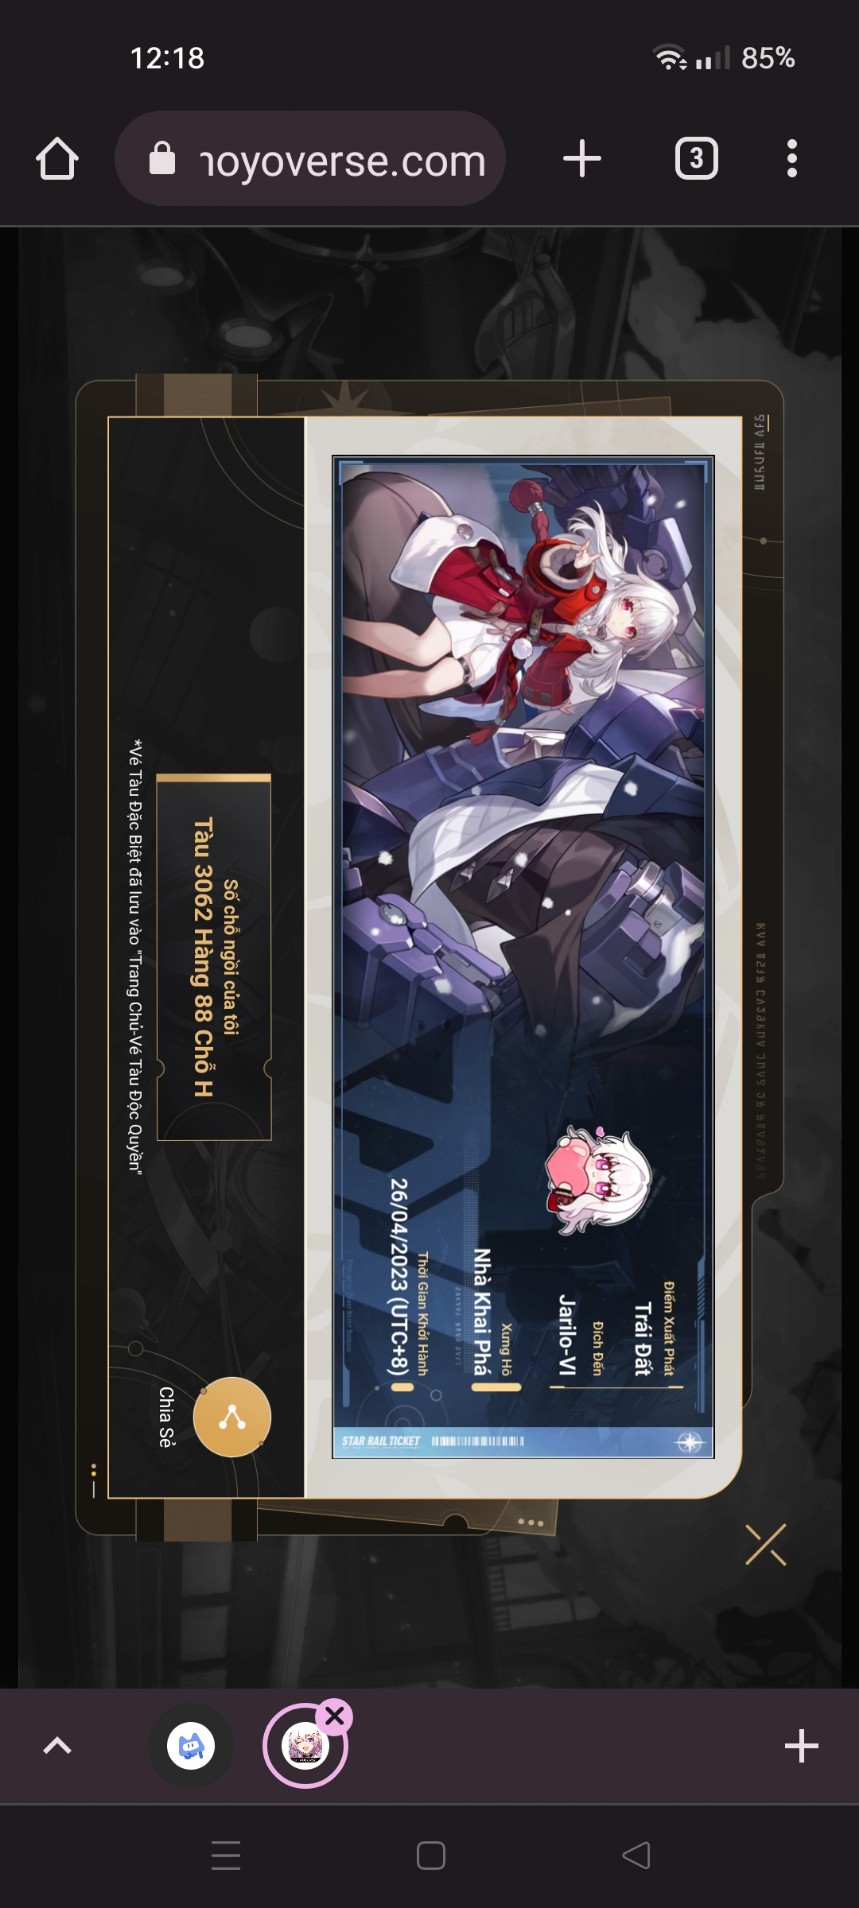 12:18
85%
noyoverse.com
3
Điểm Xuất Phát
Trái Đất
Đích Đến
Jarilo-VI
Xưng Hô
Nhà Khai Phá
Thời Gian Khởi Hành
26/04/2023 (UTC+8)
STAR RAIL TICKET
Số chỗ ngồi của tôi
Tàu 3062 Hàng 88 Chỗ H
*Vé Tàu Đặc Biệt đã lưu vào "Trang Chủ-Vé Tàu Độc Quyền"
Chia Sẻ